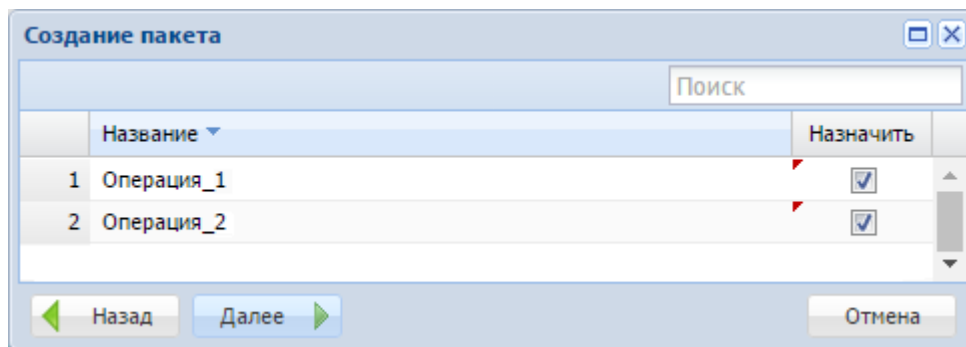 Создание пакета
Поиск
Название Назначить
1 Операция_1
2 Операция_2
Назад Далее Отмена